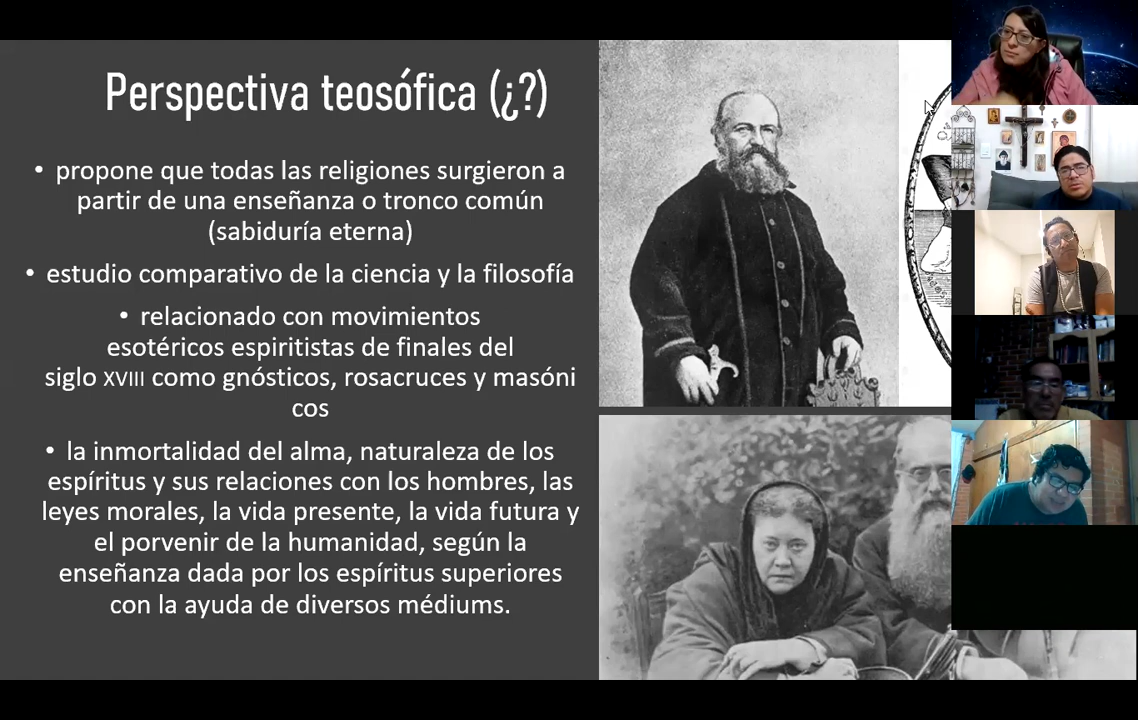 Perspectiva teosófica (¿?)
• propone que todas las religiones surgieron a
partir de una enseñanza o tronco común
(sabiduría eterna)
• estudio comparativo de la ciencia y la filosofía
• relacionado con movimientos
esotéricos espiritistas de finales del
siglo XVIII como gnósticos, rosacruces y masóni
cos
• la inmortalidad del alma, naturaleza de los
espíritus y sus relaciones con los hombres, las
leyes morales, la vida presente, la vida futura y
el porvenir de la humanidad, según la
enseñanza dada por los espíritus superiores
con la ayuda de diversos médiums.